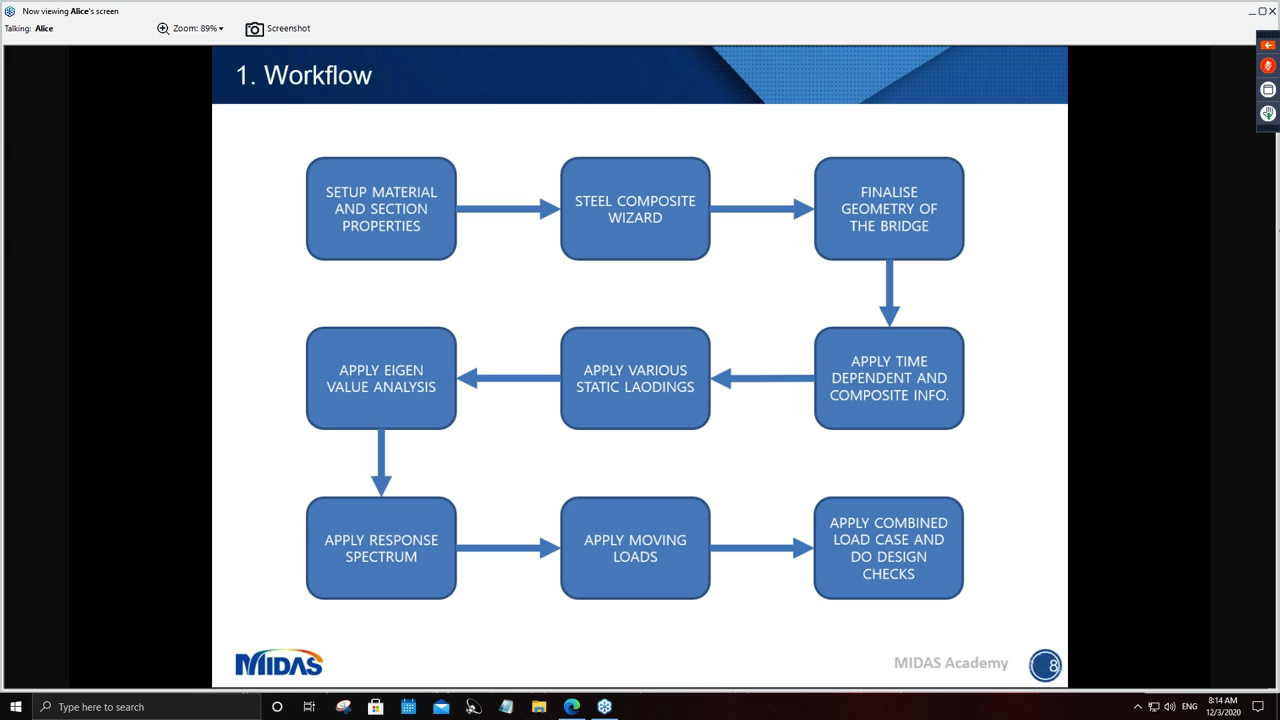 Now viewing Alice's screen
Talking: Alice
Zoom: 89%
Screenshot
1. Workflow
SETUP MATERIAL
AND SECTION
PROPERTIES
STEEL COMPOSITE
WIZARD
FINALISE
GEOMETRY OF
THE BRIDGE
APPLY EIGEN
VALUE ANALYSIS
APPLY VARIOUS
STATIC LAODINGS
APPLY TIME
DEPENDENT AND
COMPOSITE INFO.
APPLY RESPONSE
SPECTRUM
APPLY MOVING
LOADS
APPLY COMBINED
LOAD CASE AND
DO DESIGN
CHECKS
MIDAS
MIDAS Academy
8
Type here to search
ENG
8:14 AM
12/3/2020